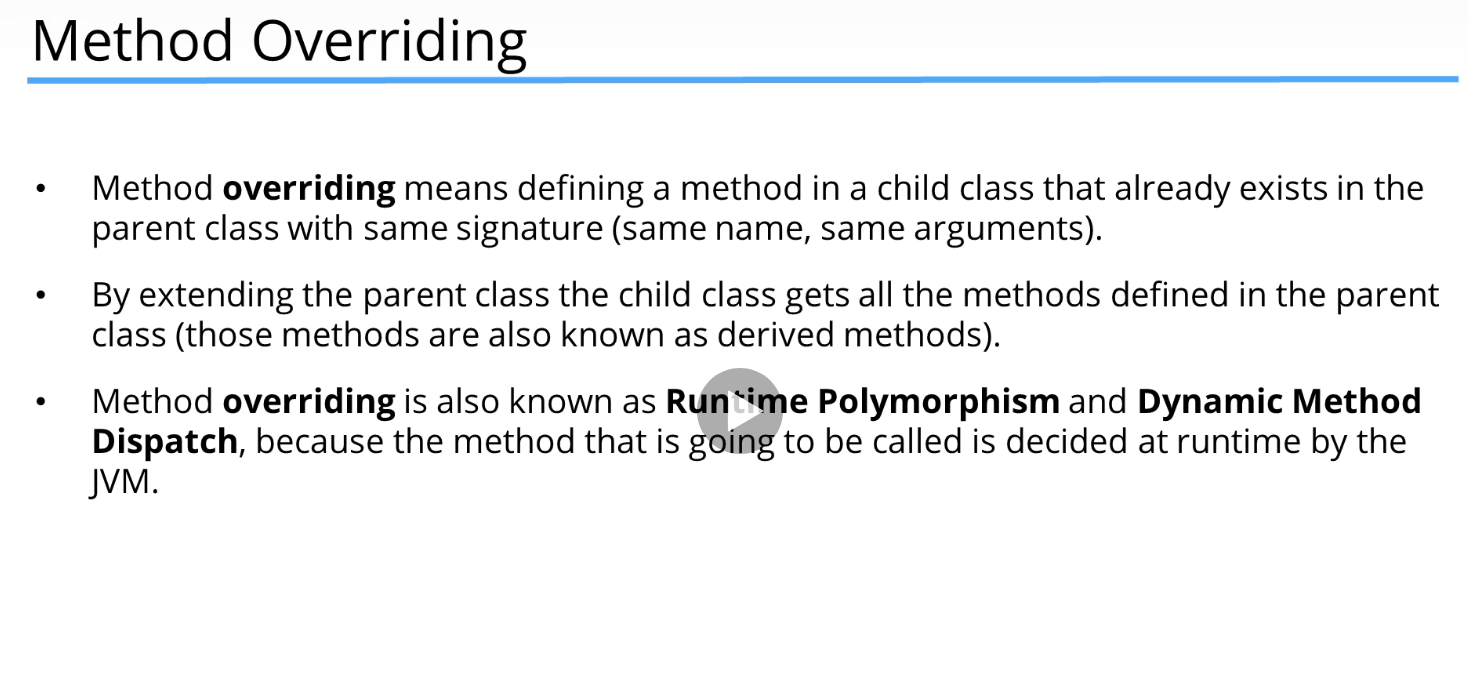 Method Overriding
• Method overriding means defining a method in a child class that already exists in the
parent class with same signature (same name, same arguments).
• By extending the parent class the child class gets all the methods defined in the parent
class (those methods are also known as derived methods).
• Method overriding is also known as Runtime Polymorphism and Dynamic Method
Dispatch, because the method that is going to be called is decided at runtime by the
JVM.